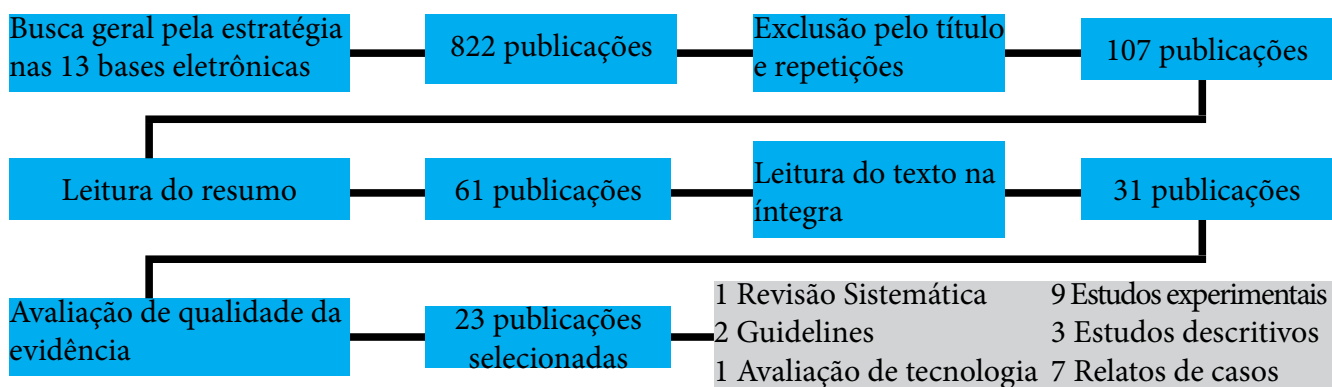 Busca geral pela estratégia
nas 13 bases eletrônicas
822 publicações
Exclusão pelo título
e repetições
107 publicações
Leitura do resumo
61 publicações
Leitura do texto na
íntegra
31 publicações
Avaliação de qualidade da
evidência
23 publicações
selecionadas
1 Revisão Sistemática
2 Guidelines
1 Avaliação de tecnologia
9 Estudos experimentais
3 Estudos descritivos
7 Relatos de casos